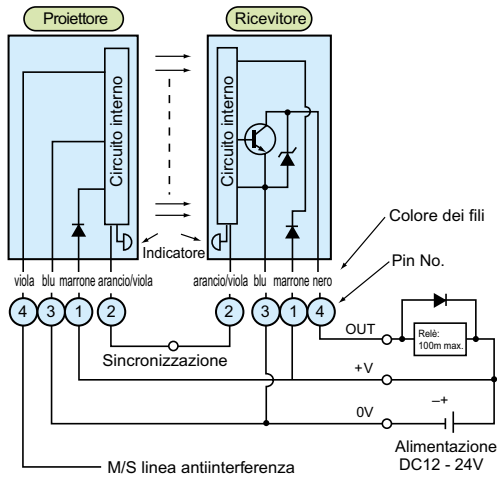 Proiettore
Ricevitore
Circuito interno
Circuito interno
Indicatore
Colore dei fili
Pin No.
viola blu marrone arancio/viola
arancio/viola blu marrone nero
4 3 1 2
2 3 1 4
Sincronizzazione
OUT
Relè:
100m max.
+V
0V
–+
Alimentazione
DC12 - 24V
M/S linea antiinterferenza